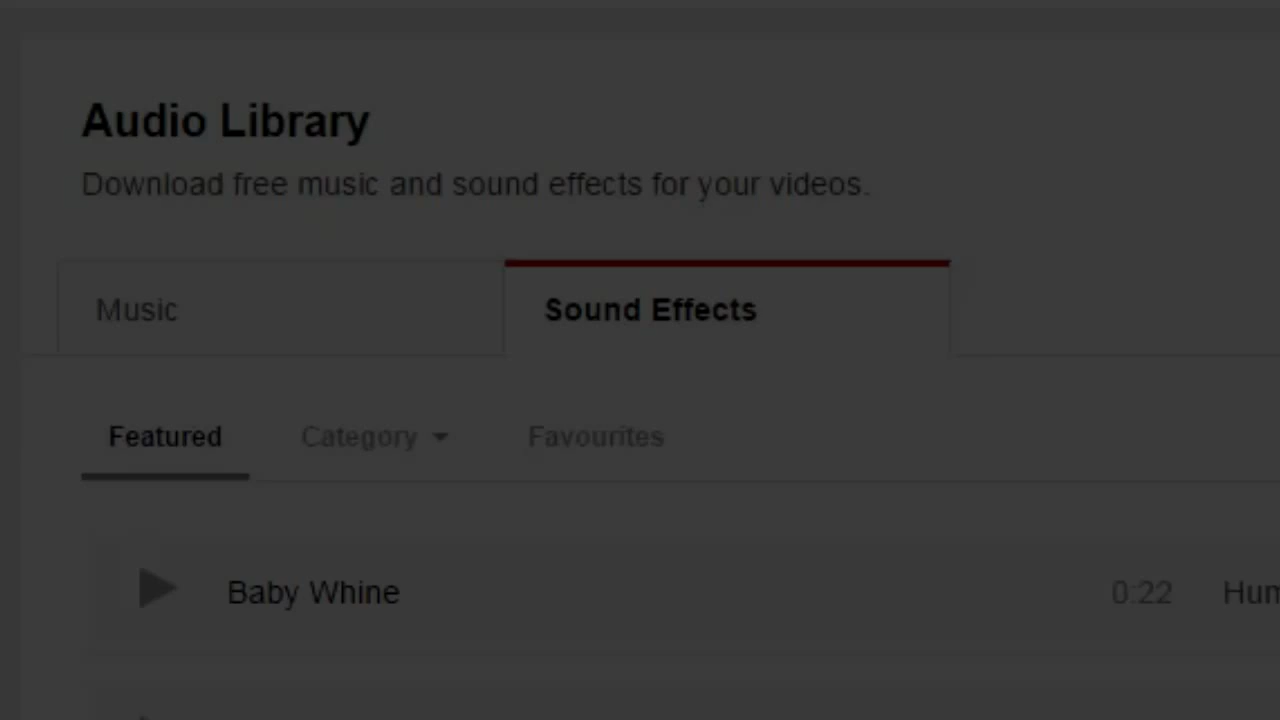 Audio Library
Download free music and sound effects for your videos.
Music
Sound Effects
Featured
Category
Favourites
Baby Whine
0:22